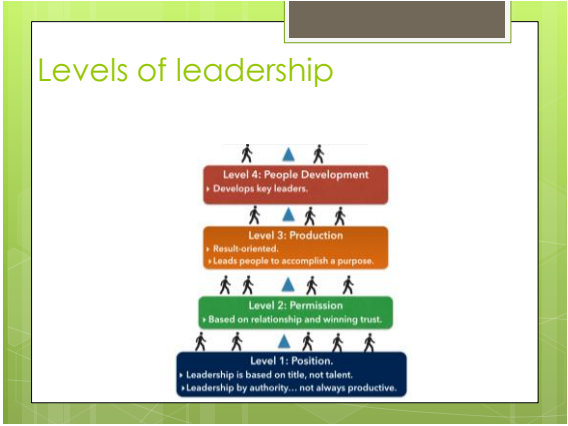 Levels of leadership
Level 4: People Development
Develops key leaders.
Level 3: Production
Result-oriented.
Leads people to accomplish a purpose.
Level 2: Permission
Based on relationship and winning trust.
Level 1: Position.
Leadership is based on title, not talent.
Leadership by authority... not always productive.